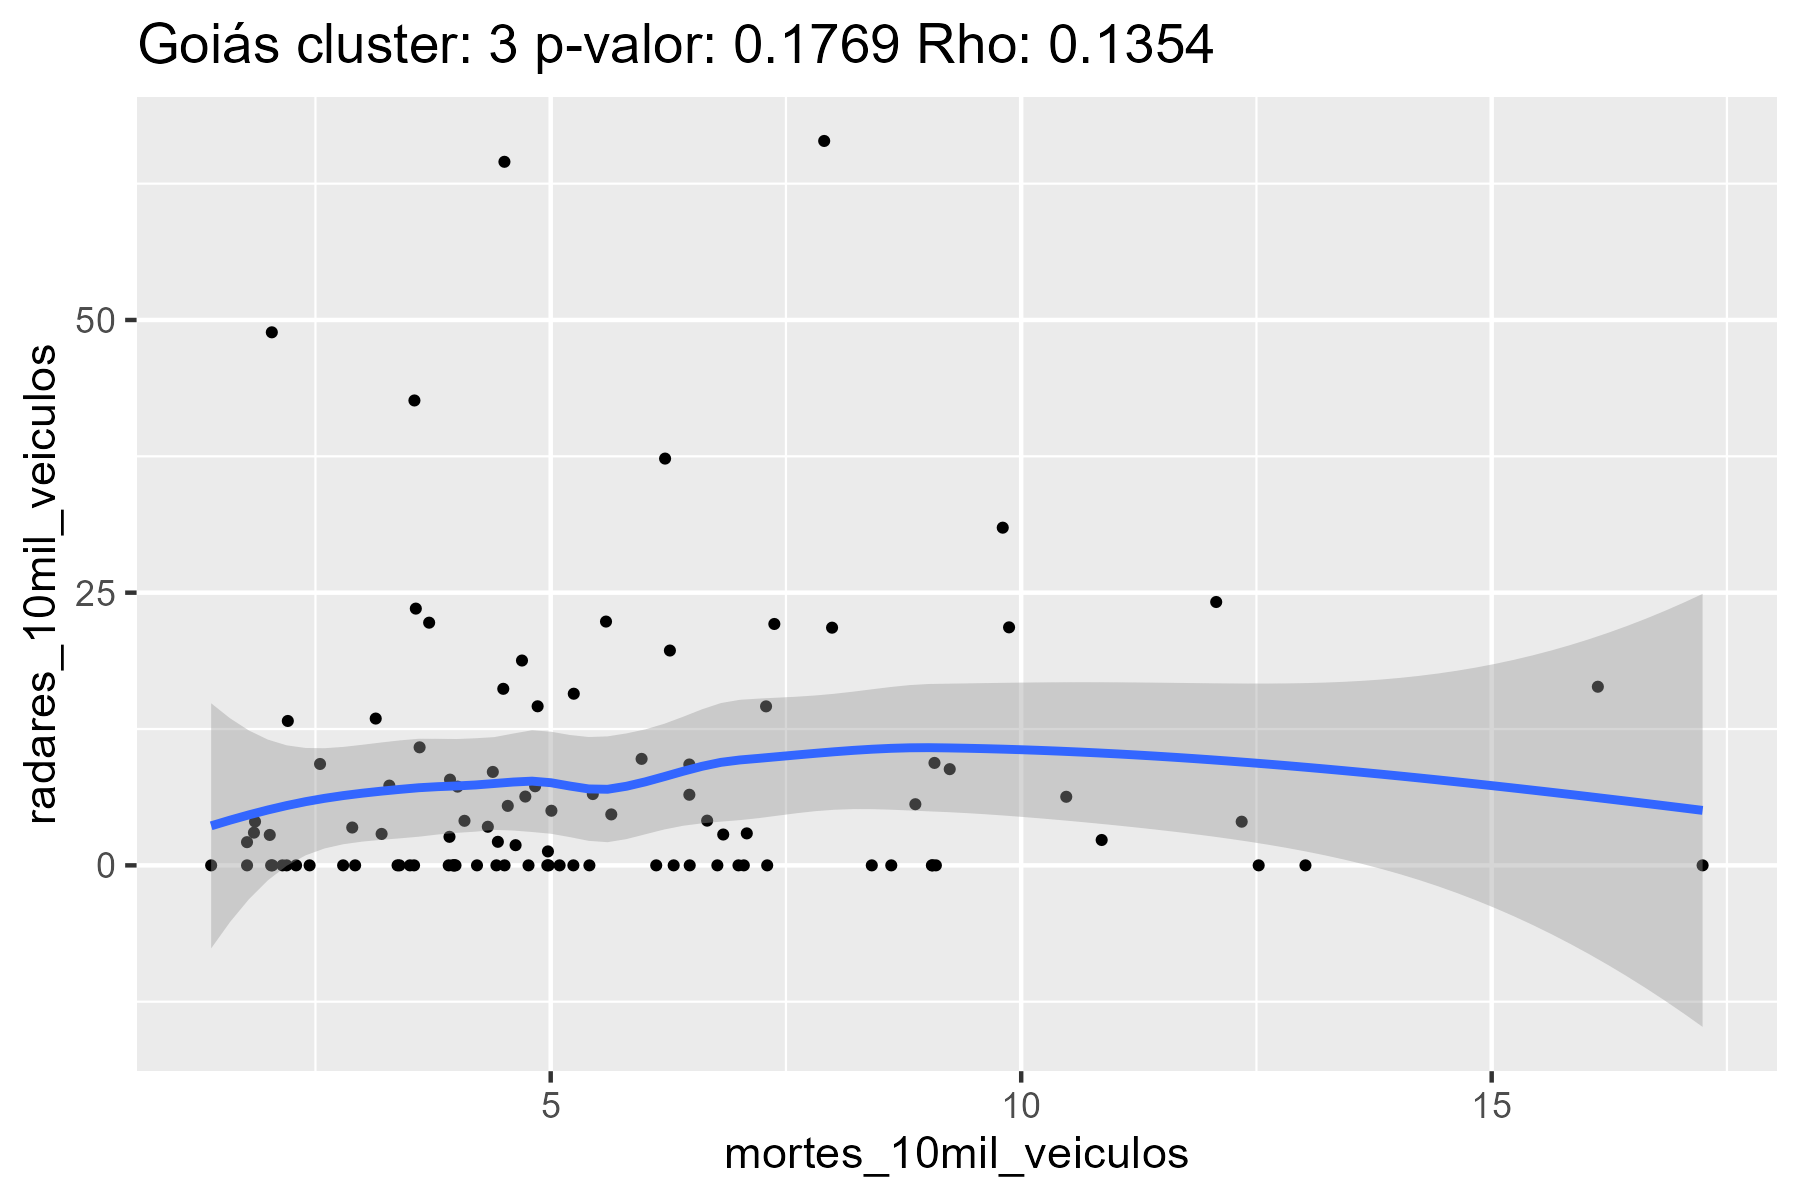 Goiás cluster: 3 p-valor: 0.1769 Rho: 0.1354
radares_10mil_veiculos
50
25
0
5 10 15
mortes_10mil_veiculos